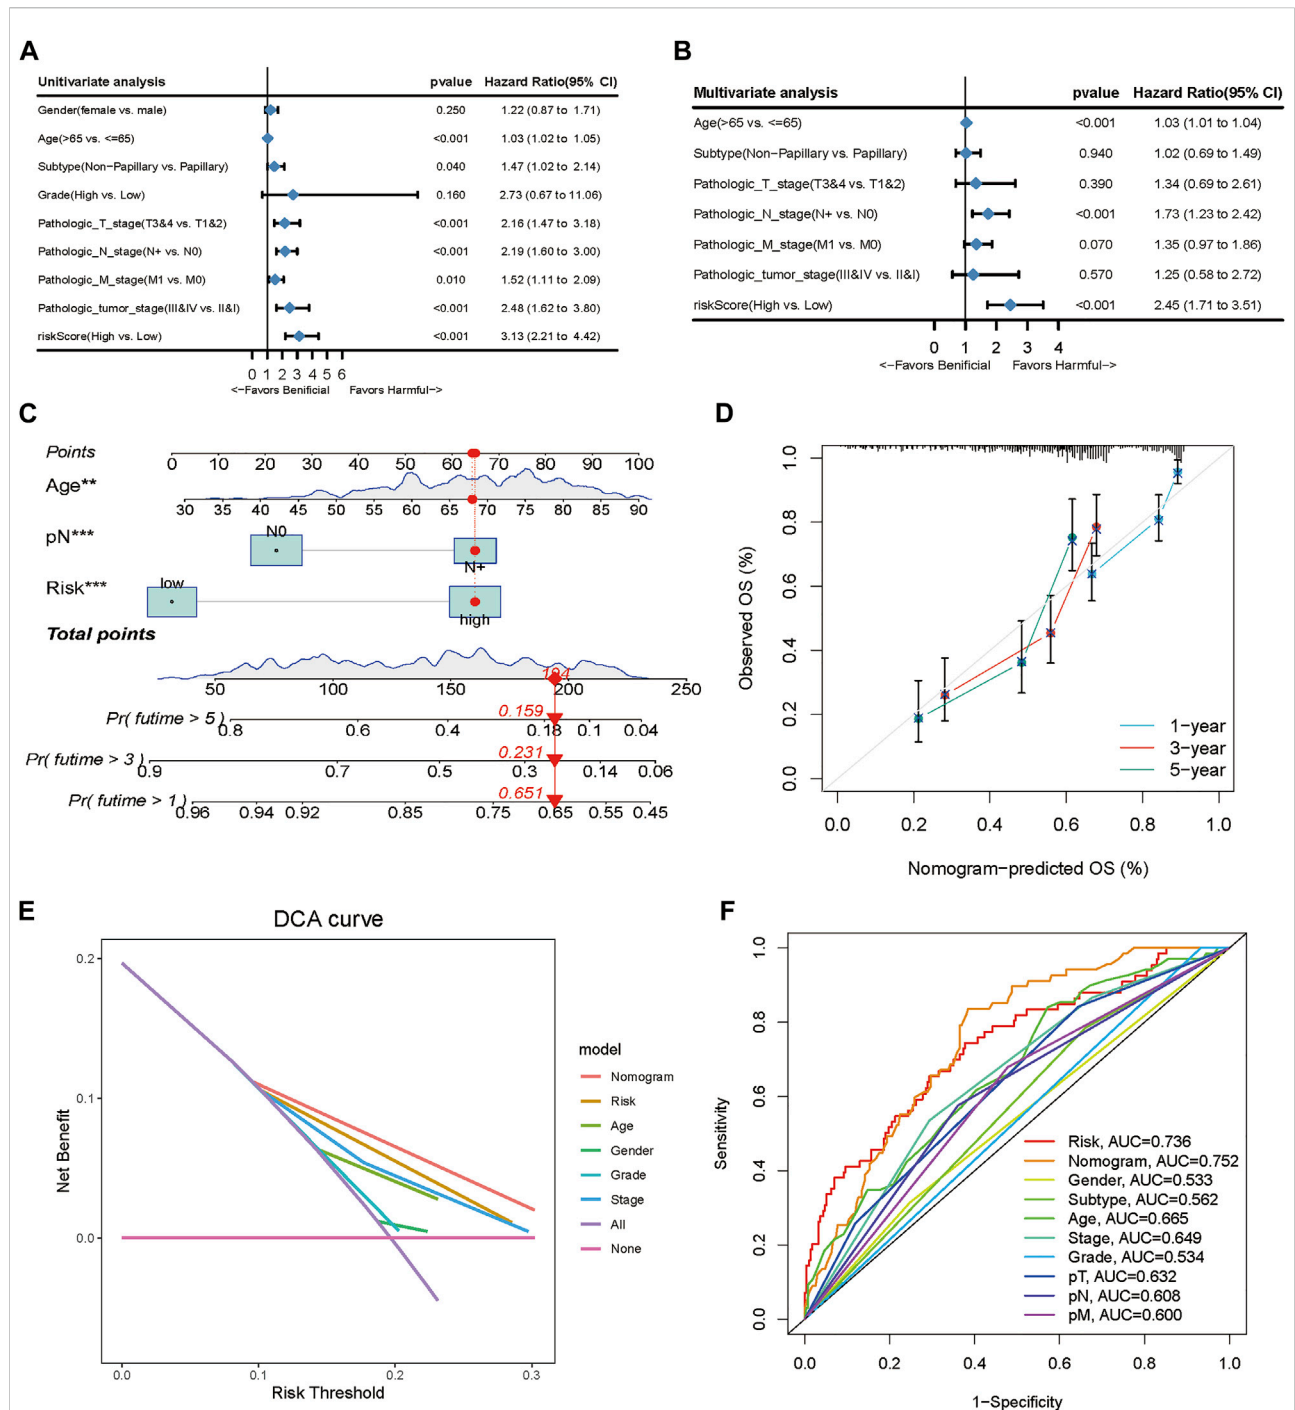 A
Unitivariate analysis pvalue Hazard Ratio(95% CI)
Gender(female vs. male) 0.250 1.22 (0.87 to 1.71)
Age(>65 vs. <=65) <0.001 1.03 (1.02 to 1.05)
Subtype(Non-Papillary vs. Papillary) 0.040 1.47 (1.02 to 2.14)
Grade(High vs. Low) 0.160 2.73 (0.67 to 11.06)
Pathologic_T_stage(T3&4 vs. T1&2) <0.001 2.16 (1.47 to 3.18)
Pathologic_N_stage(N+ vs. N0) <0.001 2.19 (1.60 to 3.00)
Pathologic_M_stage(M1 vs. M0) 0.010 1.52 (1.11 to 2.09)
Pathologic_tumor_stage(III&IV vs. II&I) <0.001 2.48 (1.62 to 3.80)
riskScore(High vs. Low) <0.001 3.13 (2.21 to 4.42)
0 1 2 3 4 5 6
<-Favors Benificial Favors Harmful->
B
Multivariate analysis pvalue Hazard Ratio(95% CI)
Age(>65 vs. <=65) <0.001 1.03 (1.01 to 1.04)
Subtype(Non-Papillary vs. Papillary) 0.940 1.02 (0.69 to 1.49)
Pathologic_T_stage(T3&4 vs. T1&2) 0.390 1.34 (0.69 to 2.61)
Pathologic_N_stage(N+ vs. N0) <0.001 1.73 (1.23 to 2.42)
Pathologic_M_stage(M1 vs. M0) 0.070 1.35 (0.97 to 1.86)
Pathologic_tumor_stage(III&IV vs. II&I) 0.570 1.25 (0.58 to 2.72)
riskScore(High vs. Low) <0.001 2.45 (1.71 to 3.51)
0 1 2 3 4
<-Favors Benificial Favors Harmful->
C
Points
0 10 20 30 40 50 60 70 80 90 100
Age**
30 35 40 45 50 55 60 65 70 75 80 85 90
pN***
N0
N+
Risk***
low
high
Total points
194
50 100 150 200 250
Pr( futime > 5) 0.159
0.8 0.6 0.4 0.18 0.1 0.04
Pr( futime > 3) 0.231
0.9 0.7 0.5 0.3 0.14 0.06
Pr( futime > 1) 0.651
0.96 0.94 0.92 0.85 0.75 0.65 0.55 0.45
D
Observed OS (%)
1.0
0.8
0.6
0.4
0.2
0.0
1-year
3-year
5-year
0.0 0.2 0.4 0.6 0.8 1.0
Nomogram-predicted OS (%)
E
DCA curve
Net Benefit
0.2
0.1
0.0
0.0 0.1 0.2 0.3
Risk Threshold
model
Nomogram
Risk
Age
Gender
Grade
Stage
All
None
F
Sensitivity
1.0
0.8
0.6
0.4
0.2
0.0
Risk, AUC=0.736
Nomogram, AUC=0.752
Gender, AUC=0.533
Subtype, AUC=0.562
Age, AUC=0.665
Stage, AUC=0.649
Grade, AUC=0.534
pT, AUC=0.632
pN, AUC=0.608
pM, AUC=0.600
0.0 0.2 0.4 0.6 0.8 1.0
1-Specificity